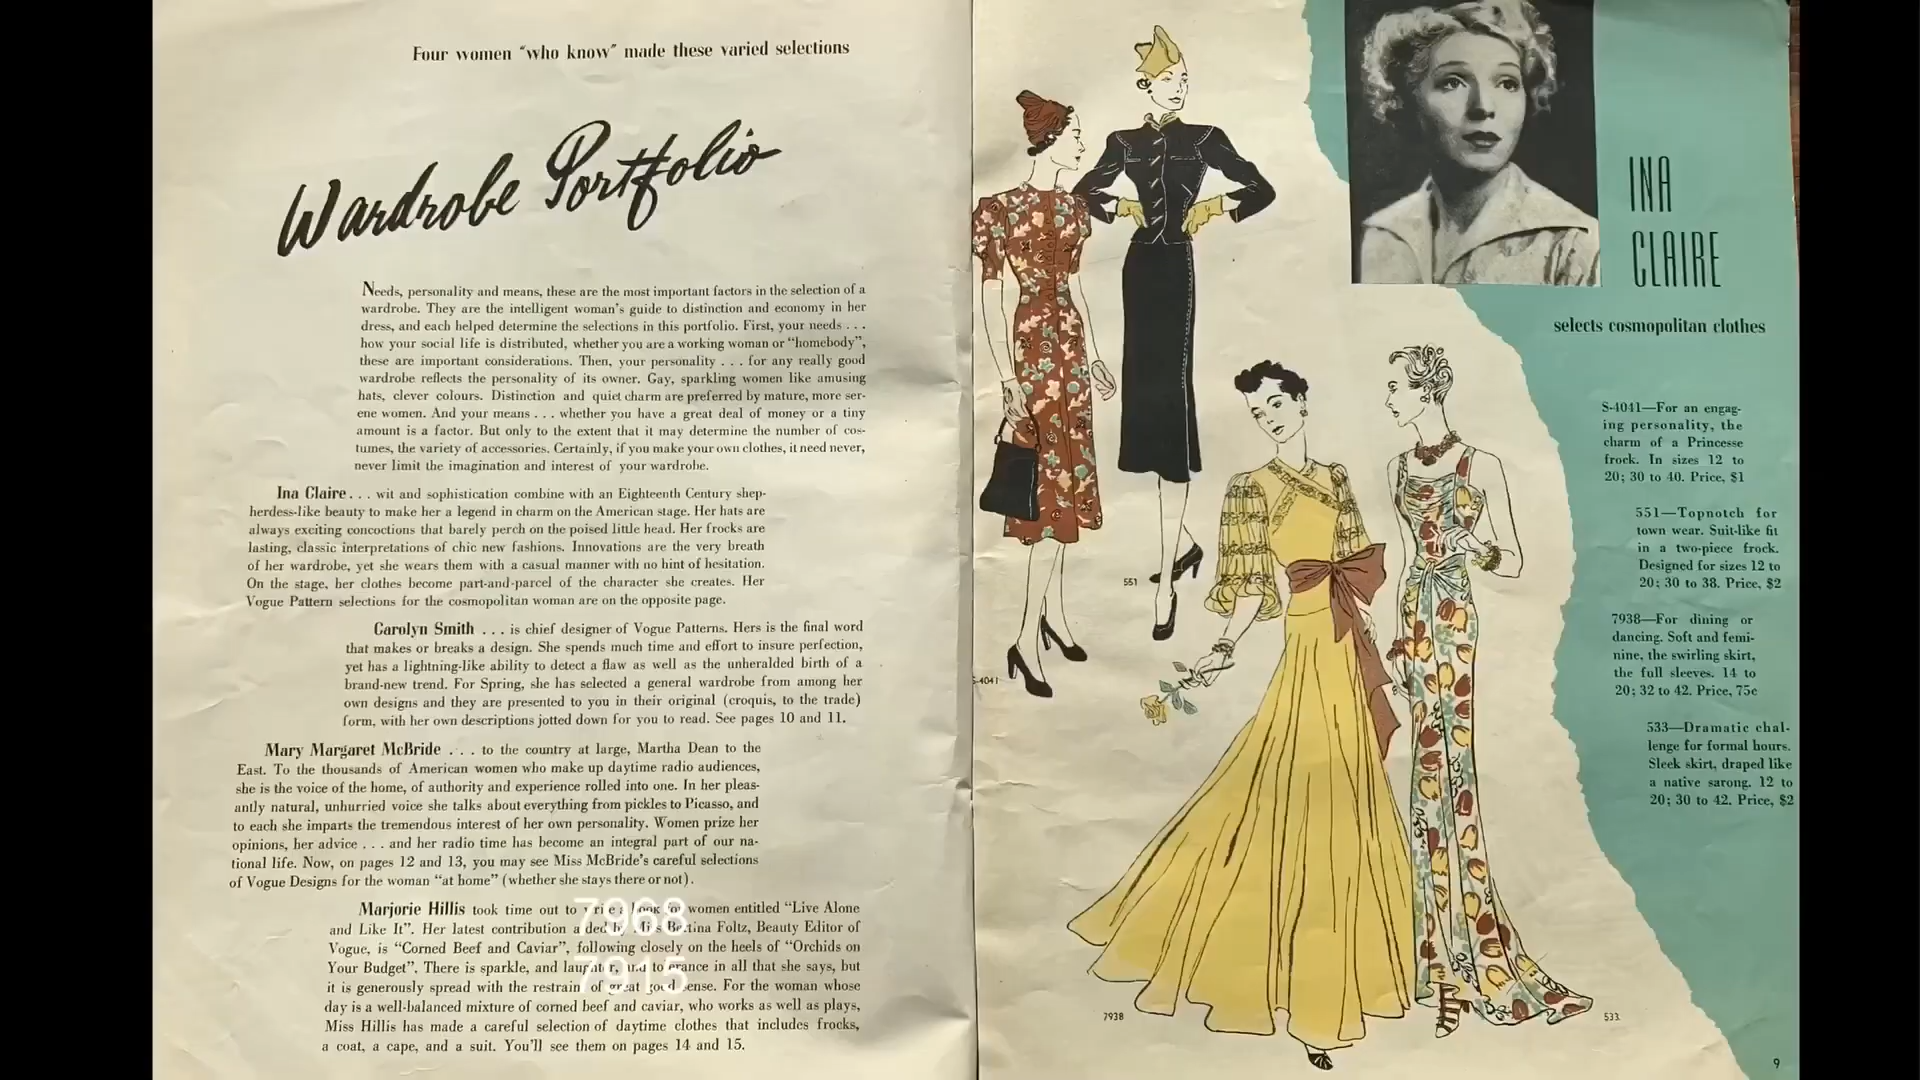 Four women "who know" made these varied selections
Wardrobe Portfolio
Needs, personality and means, these are the most important factors in the selection of a
wardrobe. They are the intelligent woman's guide to distinction and economy in her
dress, and each helped determine the selections in this portfolio. First, your needs . . .
how your social life is distributed, whether you are a working woman or "homebody",
these are important considerations. Then, your personality . . . for any really good
wardrobe reflects the personality of its owner. Gay, sparkling women like amusing
hats, clever colours. Distinction and quiet charm are preferred by mature, more ser-
ene women. And your means . . . whether you have a great deal of money or a tiny
amount is a factor. But only to the extent that it may determine the number of cos-
tumes, the variety of accessories. Certainly, if you make your own clothes, it need never,
never limit the imagination and interest of your wardrobe.
Ina Claire . . . wit and sophistication combine with an Eighteenth Century shep-
herdess-like beauty to make her a legend in charm on the American stage. Her hats are
always exciting concoctions that barely perch on the poised little head. Her frocks are
lasting, classic interpretations of chic new fashions. Innovations are the very breath
of her wardrobe, yet she wears them with a casual manner with no hint of hesitation.
On the stage, her clothes become part-and-parcel of the character she creates. Her
Vogue Pattern selections for the cosmopolitan woman are on the opposite page.
Carolyn Smith . . . is chief designer of Vogue Patterns. Hers is the final word
that makes or breaks a design. She spends much time and effort to insure perfection,
yet has a lightning-like ability to detect a flaw as well as the unheralded birth of a
brand-new trend. For Spring, she has selected a general wardrobe from among her
own designs and they are presented to you in their original (croquis, to the trade)
form, with her own descriptions jotted down for you to read. See pages 10 and 11.
Mary Margaret McBride . . . to the country at large, Martha Dean to the
East. To the thousands of American women who make up daytime radio audiences,
she is the voice of the home, of authority and experience rolled into one. In her pleas-
antly natural, unhurried voice she talks about everything from pickles to Picasso, and
to each she imparts the tremendous interest of her own personality. Women prize her
opinions, her advice . . . and her radio time has become an integral part of our na-
tional life. Now, on pages 12 and 13, you may see Miss McBride's careful selections
of Vogue Designs for the woman "at home" (whether she stays there or not).
Marjorie Hillis took time out to write a book for women entitled "Live Alone
and Like It". Her latest contribution aided by Miss Bertina Foltz, Beauty Editor of
Vogue, is "Corned Beef and Caviar", following closely on the heels of "Orchids on
Your Budget". There is sparkle, and laughter, and tolerance in all that she says, but
it is generously spread with the restraint of great good sense. For the woman whose
day is a well-balanced mixture of corned beef and caviar, who works as well as plays,
Miss Hillis has made a careful selection of daytime clothes that includes frocks,
a coat, a cape, and a suit. You'll see them on pages 14 and 15.
7968
7915
INA
CLAIRE
selects cosmopolitan clothes
S-4041—For an engag-
ing personality, the
charm of a Princesse
frock. In sizes 12 to
20; 30 to 40. Price, $1
551—Topnotch for
town wear. Suit-like fit
in a two-piece frock.
Designed for sizes 12 to
20; 30 to 38. Price, $2
7938—For dining or
dancing. Soft and femi-
nine, the swirling skirt,
the full sleeves. 14 to
20; 32 to 42. Price, 75c
533—Dramatic chal-
lenge for formal hours.
Sleek skirt, draped like
a native sarong. 12 to
20; 30 to 42. Price, $2
551
S-4041
7938
533
9